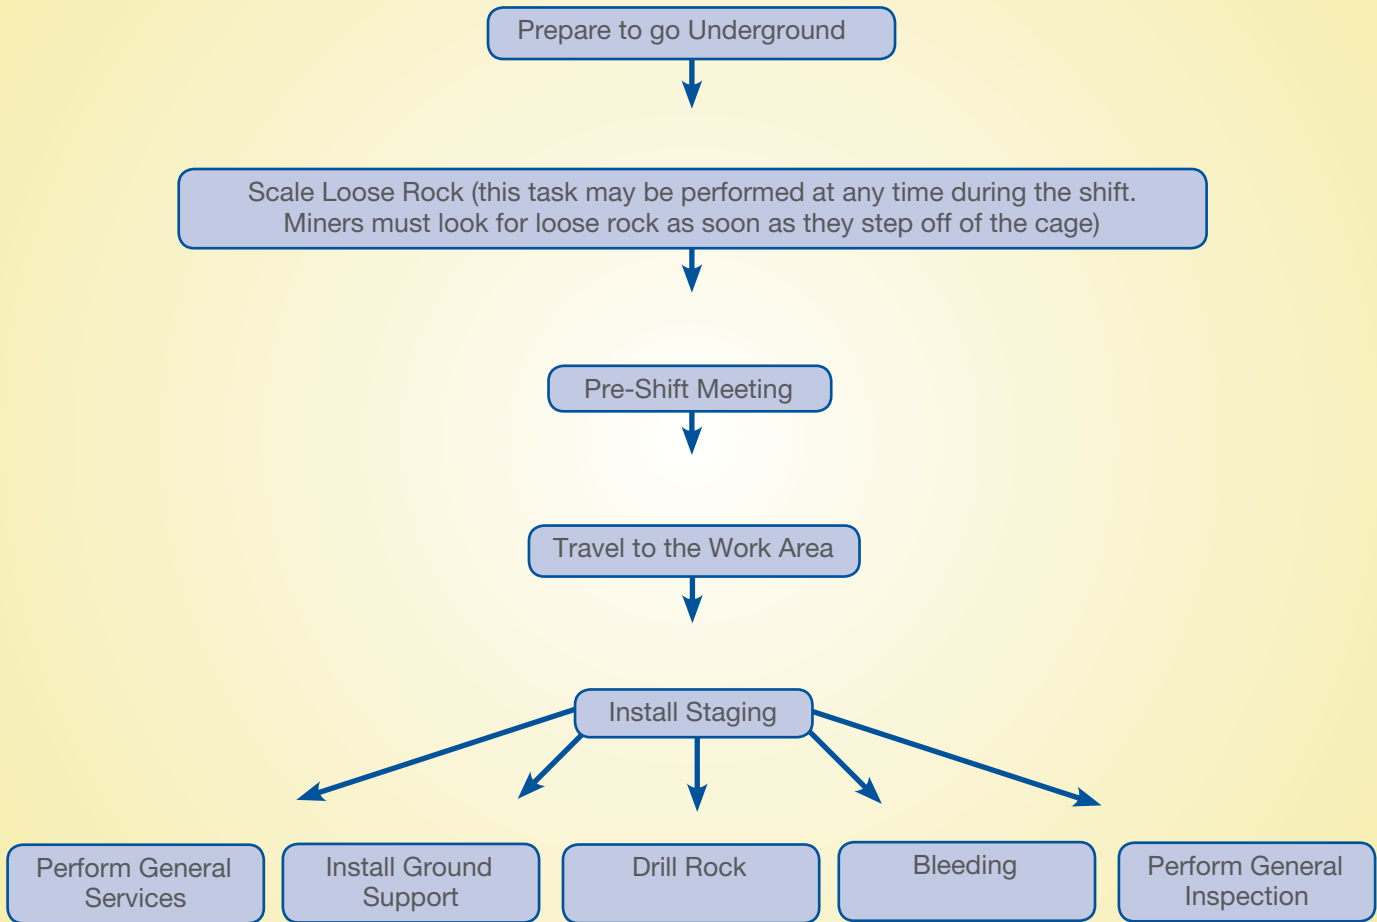 Prepare to go Underground
Scale Loose Rock (this task may be performed at any time during the shift.
Miners must look for loose rock as soon as they step off of the cage)
Pre-Shift Meeting
Travel to the Work Area
Install Staging
Perform General
Services
Install Ground
Support
Drill Rock
Bleeding
Perform General
Inspection